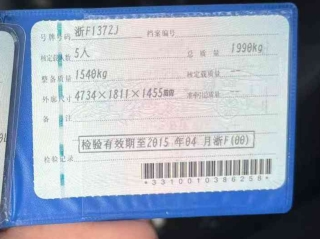 号牌号码 浙F137ZJ 档案编号
核定载人数 5人 总质量 1990kg
整备质量 1540kg 核定载质量 --
外廓尺寸 4734×1811×1455mm 准牵引总质量 --
备注
检验有效期至2015年04月浙F(00)
检验记录
*3310010386259*